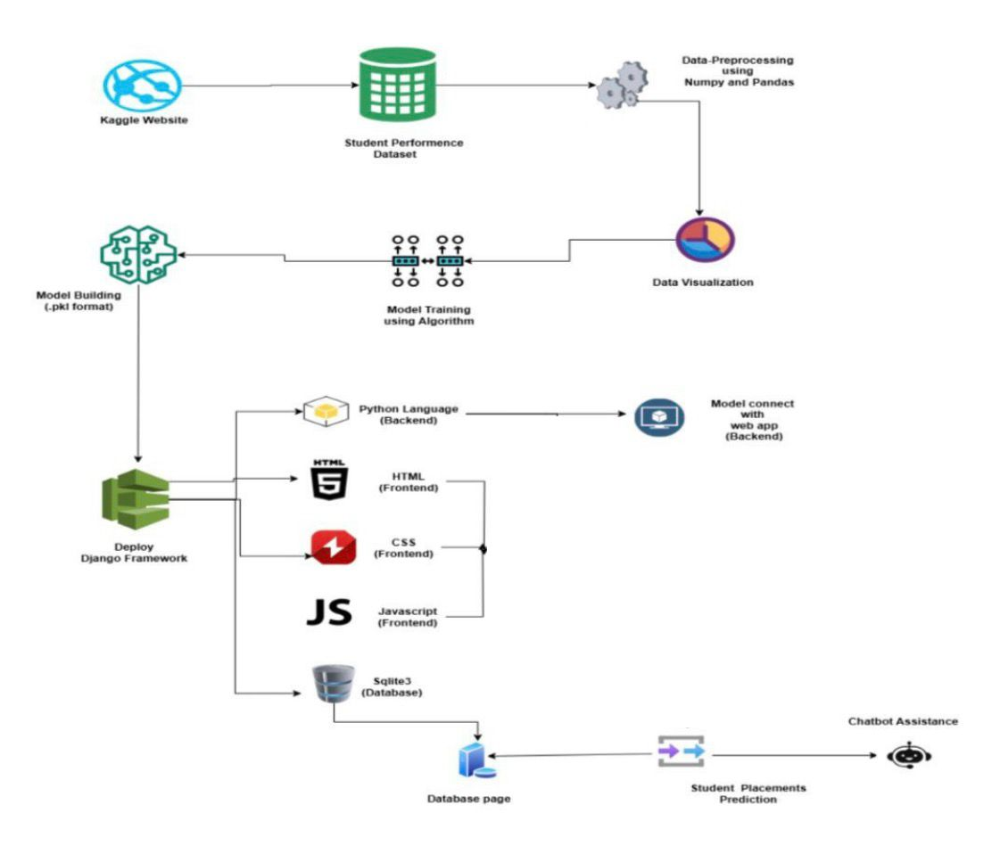 Data-Preprocessing
using
Numpy and Pandas
Kaggle Website
Student Performence
Dataset
Data Visualization
Model Training
using Algorithm
Model Building
(.pkl format)
Python Language
(Backend)
Model connect
with
web app
(Backend)
HTML
5
HTML
(Frontend)
CSS
(Frontend)
Deploy
Django Framework
JS
Javascript
(Frontend)
Sqlite3
(Database)
Chatbot Assistance
Database page
Student Placements
Prediction